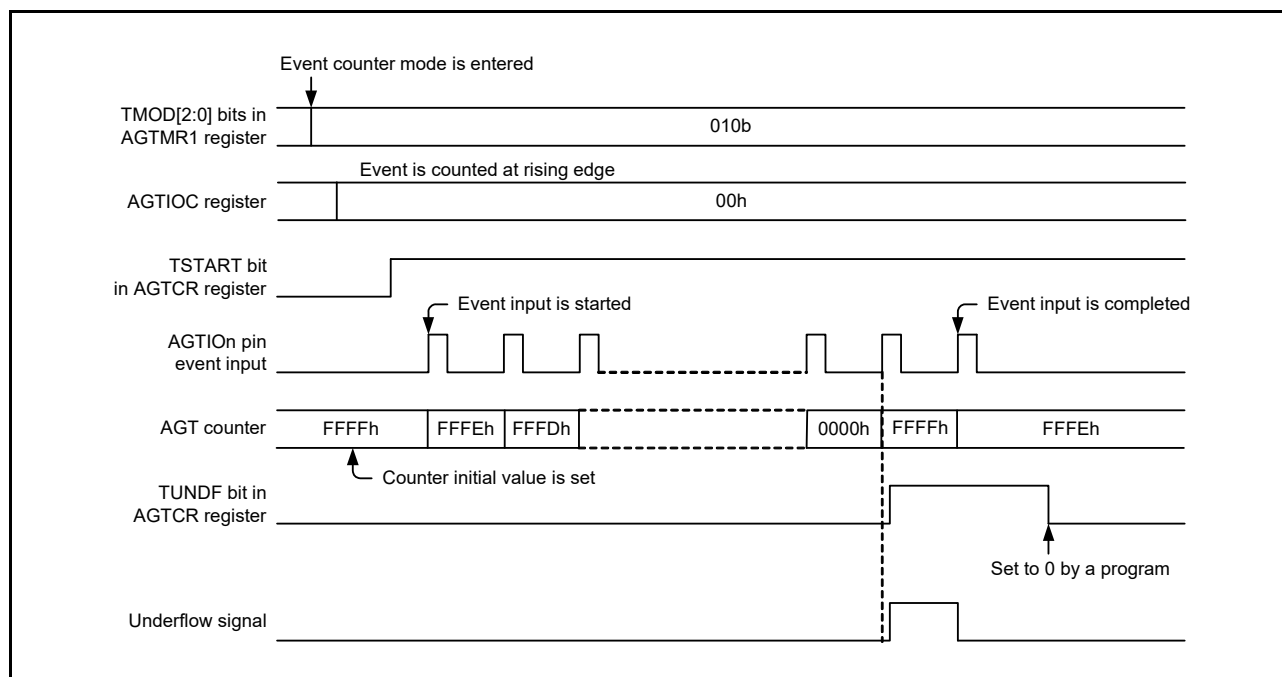 Event counter mode is entered
TMOD[2:0] bits in
AGTMR1 register
010b
Event is counted at rising edge
AGTIOC register
00h
TSTART bit
in AGTCR register
Event input is started
Event input is completed
AGTIOn pin
event input
AGT counter
FFFFh
FFFEh
FFFDh
0000h
FFFFh
FFFEh
Counter initial value is set
TUNDF bit in
AGTCR register
Set to 0 by a program
Underflow signal